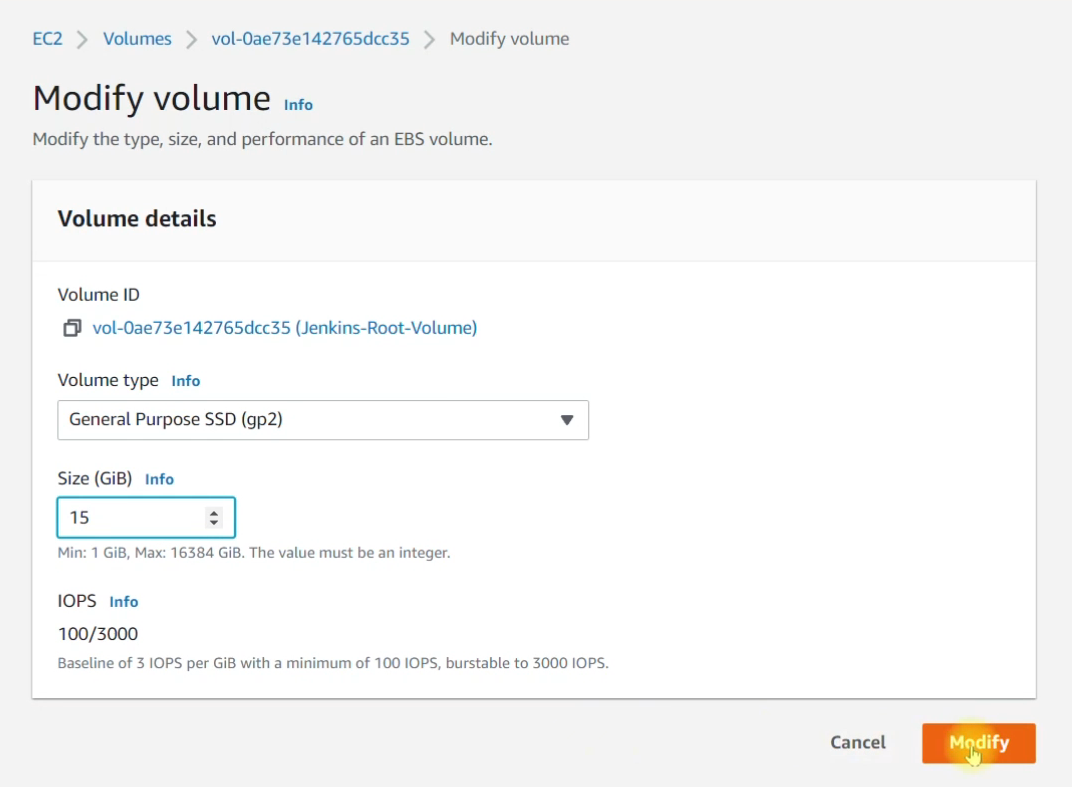 EC2 Volumes vol-0ae73e142765dcc35 Modify volume
Modify volume Info
Modify the type, size, and performance of an EBS volume.
Volume details
Volume ID
vol-0ae73e142765dcc35 (Jenkins-Root-Volume)
Volume type Info
General Purpose SSD (gp2)
Size (GiB) Info
15
Min: 1 GiB, Max: 16384 GiB. The value must be an integer.
IOPS Info
100/3000
Baseline of 3 IOPS per GiB with a minimum of 100 IOPS, burstable to 3000 IOPS.
Cancel Modify